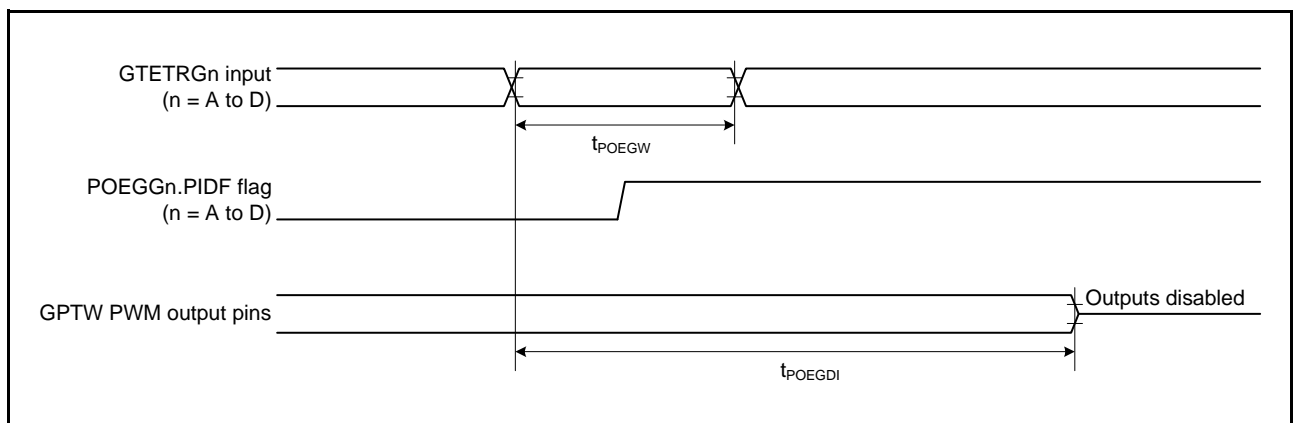 GTETRGn input
(n = A to D)
tPOEGW
POEGGn.PIDF flag
(n = A to D)
GPTW PWM output pins
Outputs disabled
tPOEGDI